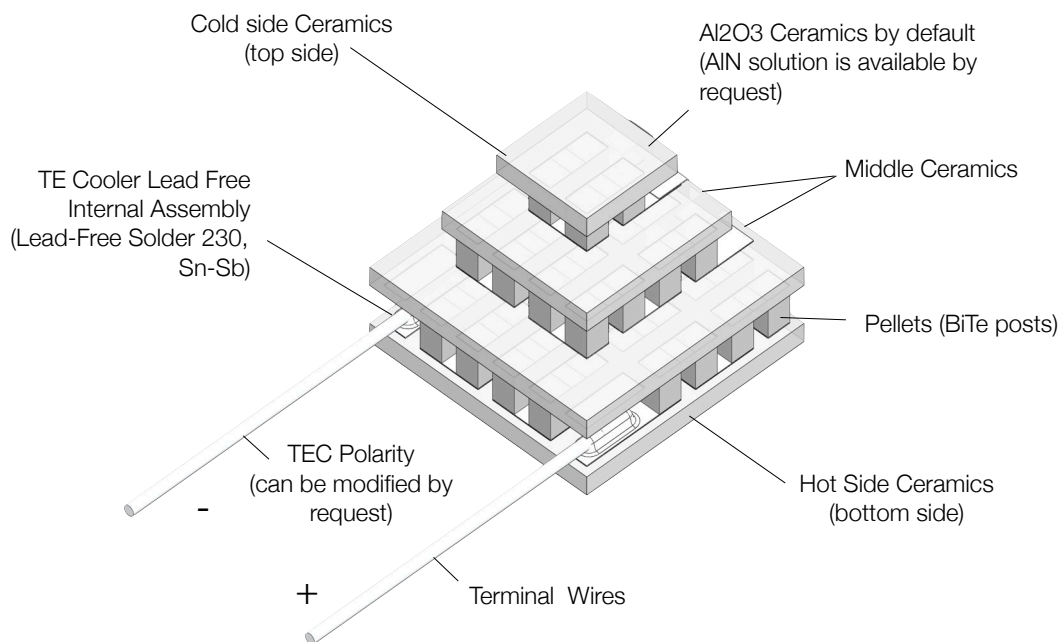 Cold side Ceramics
(top side)
Al2O3 Ceramics by default
(AlN solution is available by
request)
TE Cooler Lead Free
Internal Assembly
(Lead-Free Solder 230,
Sn-Sb)
Middle Ceramics
Pellets (BiTe posts)
TEC Polarity
(can be modified by
request)
-
Hot Side Ceramics
(bottom side)
+
Terminal Wires